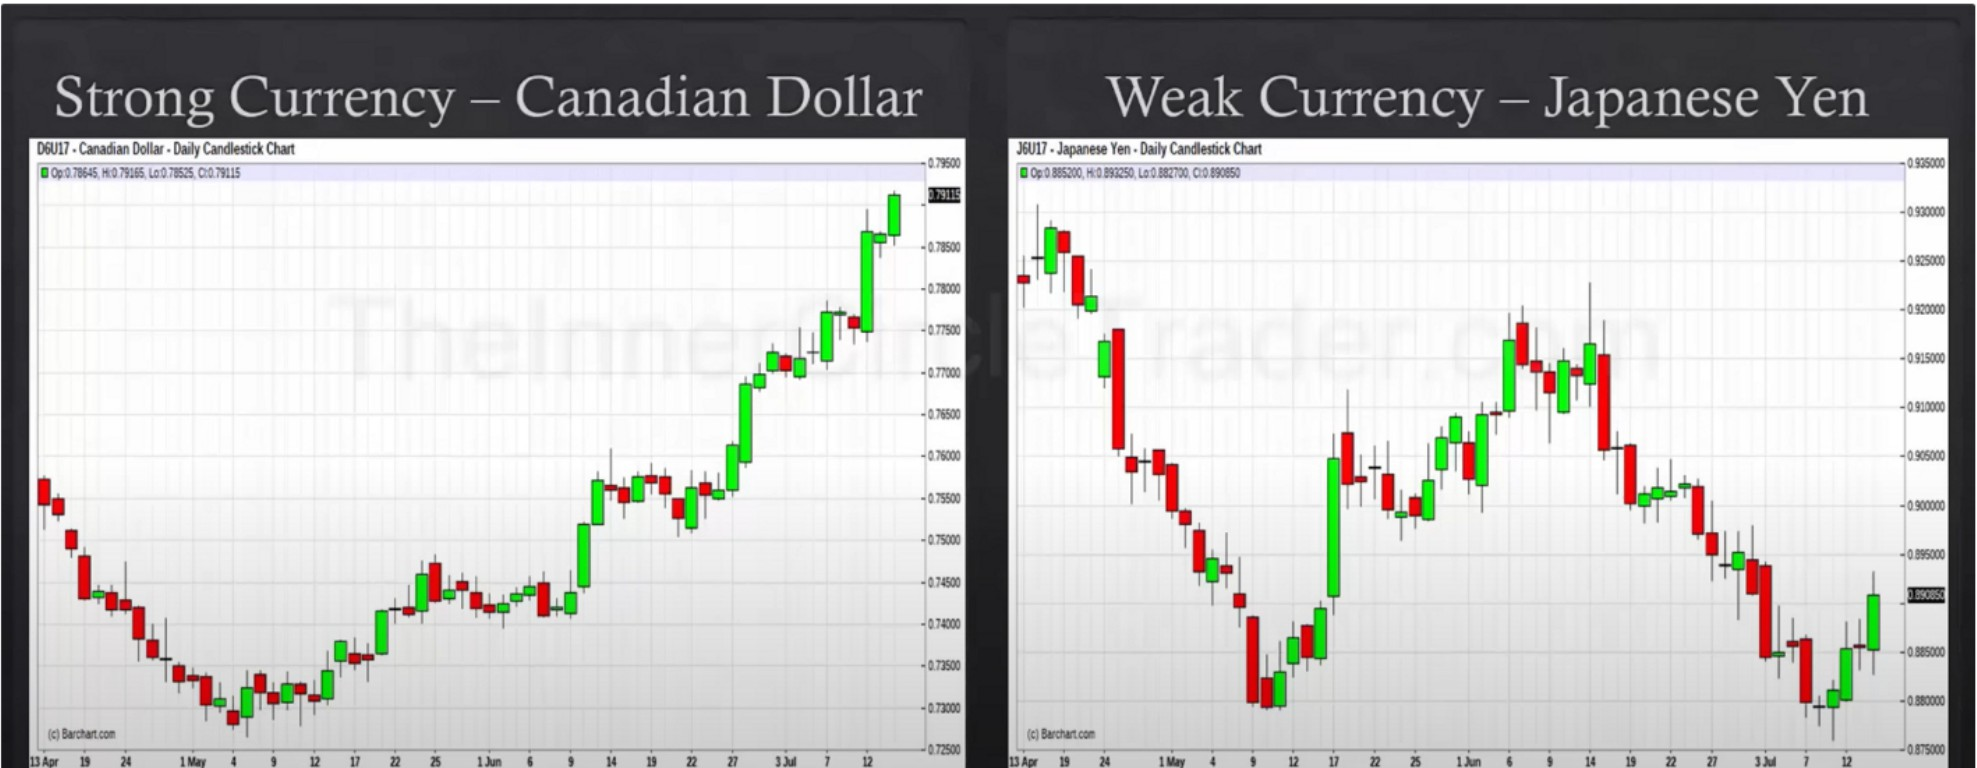 Strong Currency – Canadian Dollar
D6U17 - Canadian Dollar - Daily Candlestick Chart
Op:0.78645, Hi:0.79165, Lo:0.78525, Cl:0.79115
0.79500
0.79115
0.78500
0.78000
0.77500
0.77000
0.76500
0.76000
0.75500
0.75000
0.74500
0.74000
0.73500
0.73000
0.72500
(c) Barchart.com
13 Apr 19 24 1 May 4 9 12 17 22 25 1 Jun 6 9 14 19 22 27 3 Jul 7 12
Weak Currency – Japanese Yen
J6U17 - Japanese Yen - Daily Candlestick Chart
Op:0.885200, Hi:0.893250, Lo:0.882700, Cl:0.890850
0.935000
0.930000
0.925000
0.920000
0.915000
0.910000
0.905000
0.900000
0.895000
0.890850
0.885000
0.880000
0.875000
(c) Barchart.com
13 Apr 19 24 1 May 4 9 12 17 22 25 1 Jun 6 9 14 19 22 27 3 Jul 7 12
TheInnerCircleTrader.com